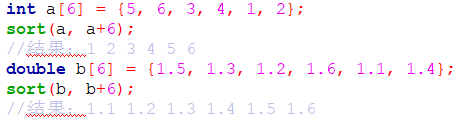 int a[6] = {5, 6, 3, 4, 1, 2};
sort(a, a+6);
//结果：1 2 3 4 5 6
double b[6] = {1.5, 1.3, 1.2, 1.6, 1.1, 1.4};
sort(b, b+6);
//结果：1.1 1.2 1.3 1.4 1.5 1.6